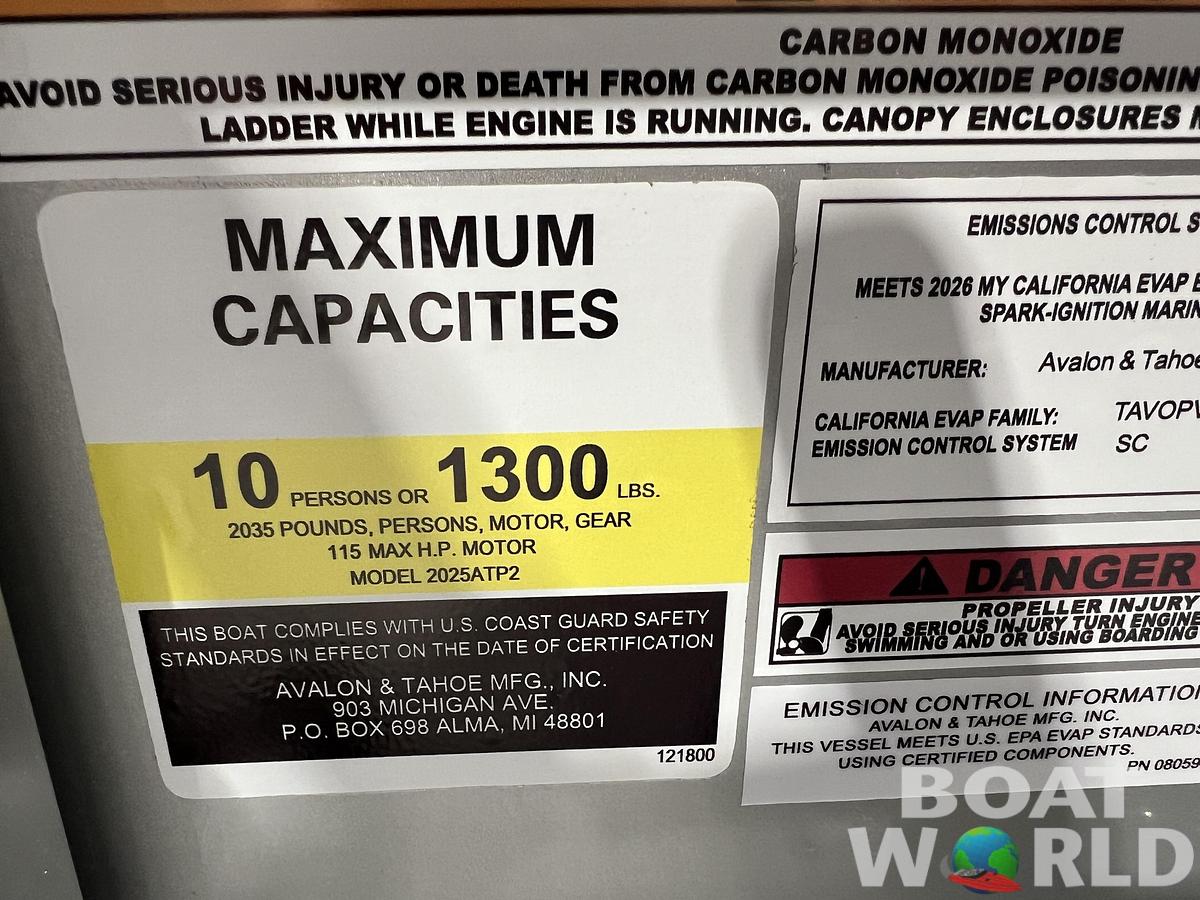 CARBON MONOXIDE
AVOID SERIOUS INJURY OR DEATH FROM CARBON MONOXIDE
LADDER WHILE ENGINE IS RUNNING. CANOPY ENCLOSURES
MAXIMUM
CAPACITIES
10 PERSONS OR 1300 LBS.
2035 POUNDS, PERSONS, MOTOR, GEAR
115 MAX H.P. MOTOR
MODEL 2025ATP2
THIS BOAT COMPLIES WITH U.S. COAST GUARD SAFETY
STANDARDS IN EFFECT ON THE DATE OF CERTIFICATION
AVALON & TAHOE MFG., INC.
903 MICHIGAN AVE.
P.O. BOX 698 ALMA, MI 48801
121800
EMISSIONS CONTROL
MEETS 2026 MY CALIFORNIA EVAP
SPARK-IGNITION
MANUFACTURER: Avalon & Tahoe
CALIFORNIA EVAP FAMILY:
EMISSION CONTROL SYSTEM SC
DANGER
PROPELLER INJURY
AVOID SERIOUS INJURY TURN ENGINE
SWIMMING AND OR USING BOARDING
EMISSION CONTROL INFORMATION
AVALON & TAHOE MFG. INC.
THIS VESSEL MEETS U.S. EPA EVAP STANDARDS
USING CERTIFIED COMPONENTS.
PN 08059
BOAT
WORLD